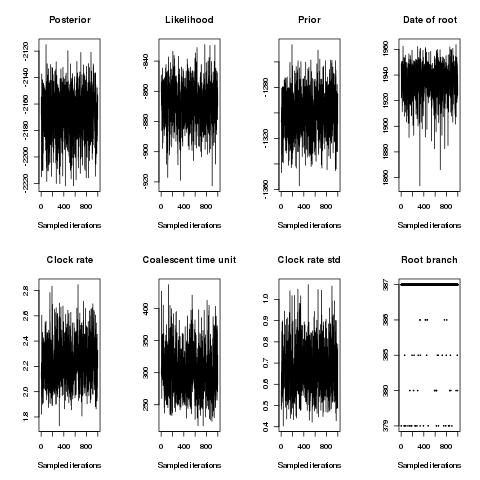 Posterior
Likelihood
Prior
Date of root
-2120
-2140
-2160
-2180
-2200
-2220
0 400 800
Sampled iterations
-840
-860
-880
-900
-920
0 400 800
Sampled iterations
-1280
-1320
-1360
0 400 800
Sampled iterations
1960
1940
1920
1900
1880
1860
0 400 800
Sampled iterations
Clock rate
Coalescent time unit
Clock rate std
Root branch
2.8
2.6
2.4
2.2
2.0
1.8
0 400 800
Sampled iterations
400
350
300
250
0 400 800
Sampled iterations
1.0
0.9
0.8
0.7
0.6
0.5
0.4
0 400 800
Sampled iterations
387
386
385
380
379
0 400 800
Sampled iterations